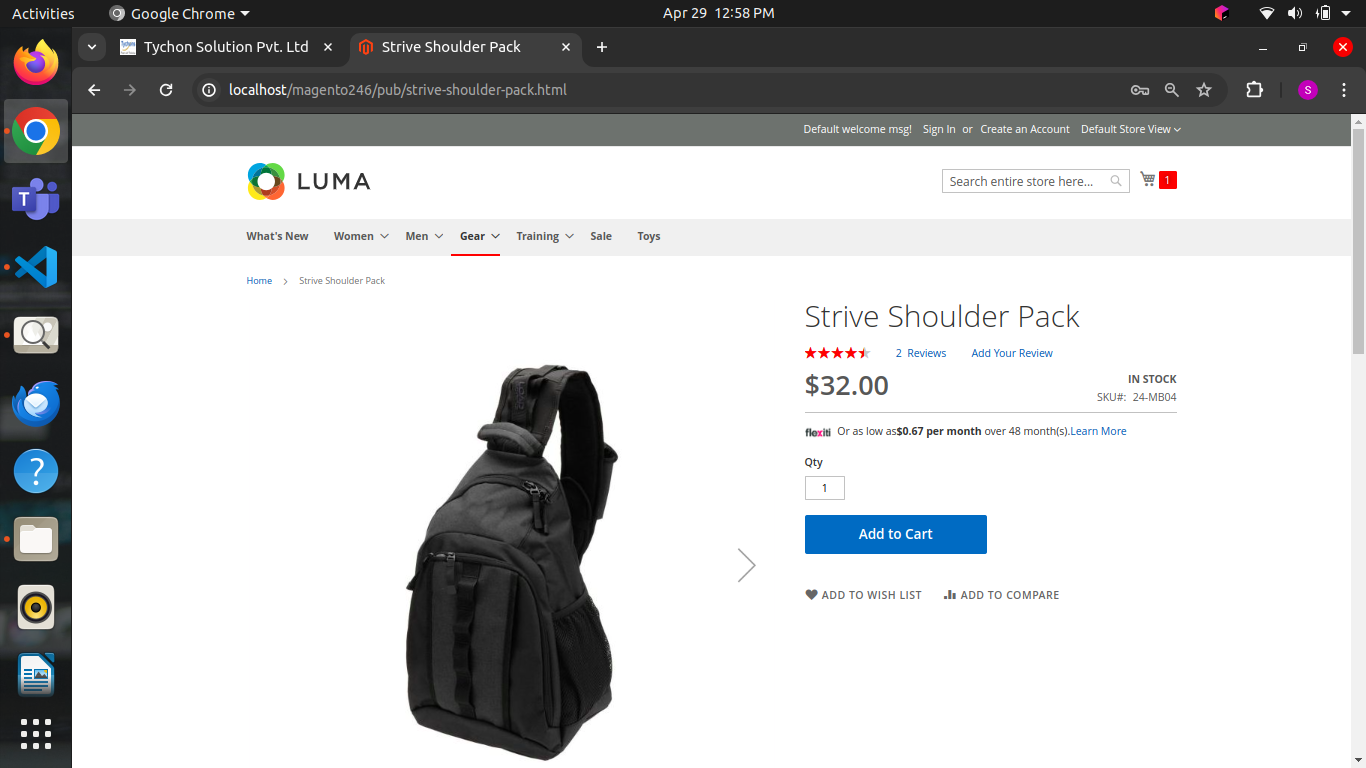 Activities
Google Chrome
Apr 29 12:58 PM
Tychon Solution Pvt. Ltd
Strive Shoulder Pack
localhost/magento246/pub/strive-shoulder-pack.html
S
Default welcome msg! Sign In or Create an Account Default Store View
LUMA
Search entire store here...
1
What's New Women Men Gear Training Sale Toys
Home Strive Shoulder Pack
Strive Shoulder Pack
2 Reviews Add Your Review
$32.00
IN STOCK
SKU#: 24-MB04
flexiti Or as low as$0.67 per month over 48 month(s).Learn More
Qty
1
Add to Cart
ADD TO WISH LIST ADD TO COMPARE